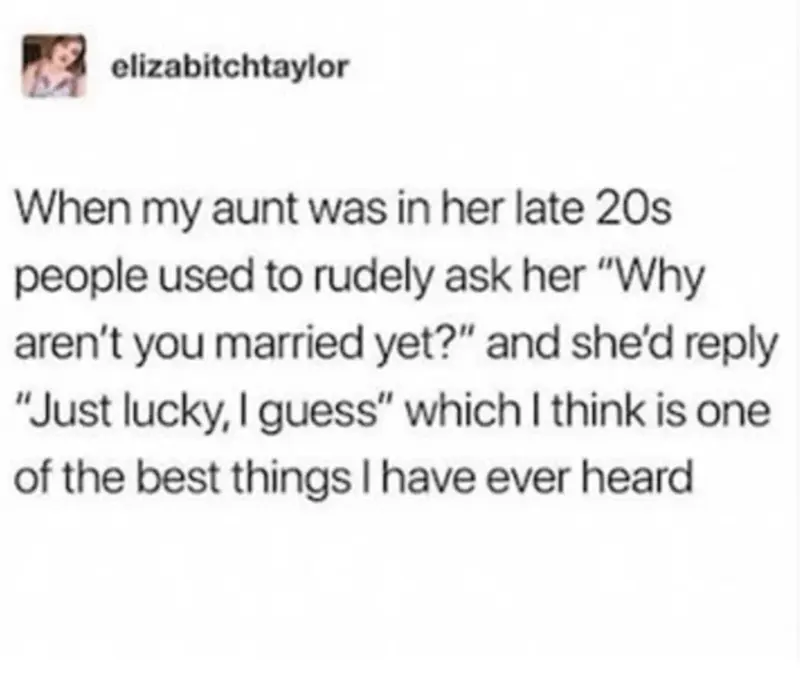 elizabitchtaylor
When my aunt was in her late 20s
people used to rudely ask her "Why
aren't you married yet?" and she'd reply
"Just lucky, I guess" which I think is one
of the best things I have ever heard